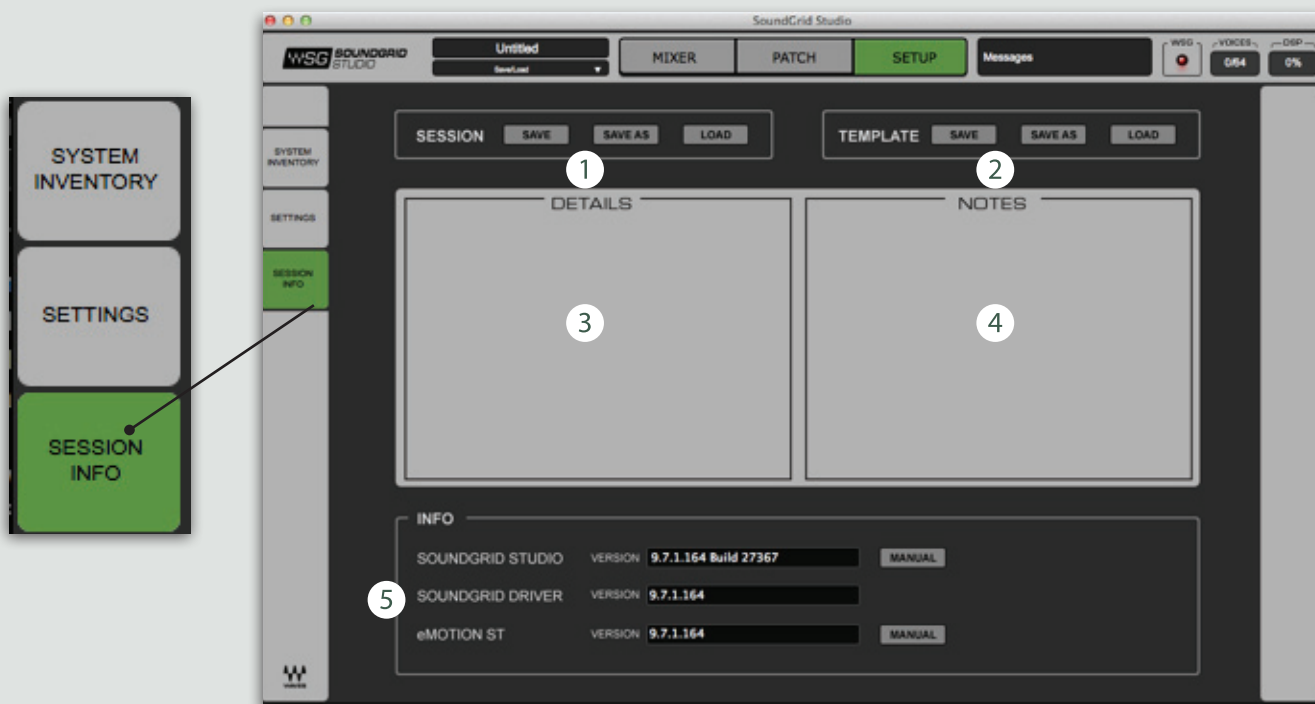 SoundGrid Studio
WSG SOUNDGRID STUDIO
Untitled
Save/Load
MIXER
PATCH
SETUP
Messages
WSG
VOICES
0/64
DSP
0%
SYSTEM
INVENTORY
SETTINGS
SESSION
INFO
SYSTEM
INVENTORY
SETTINGS
SESSION
INFO
SESSION SAVE SAVE AS LOAD
1
TEMPLATE SAVE SAVE AS LOAD
2
DETAILS
3
NOTES
4
INFO
SOUNDGRID STUDIO VERSION 9.7.1.164 Build 27367 MANUAL
5
SOUNDGRID DRIVER VERSION 9.7.1.164
eMOTION ST VERSION 9.7.1.164 MANUAL
WAVES